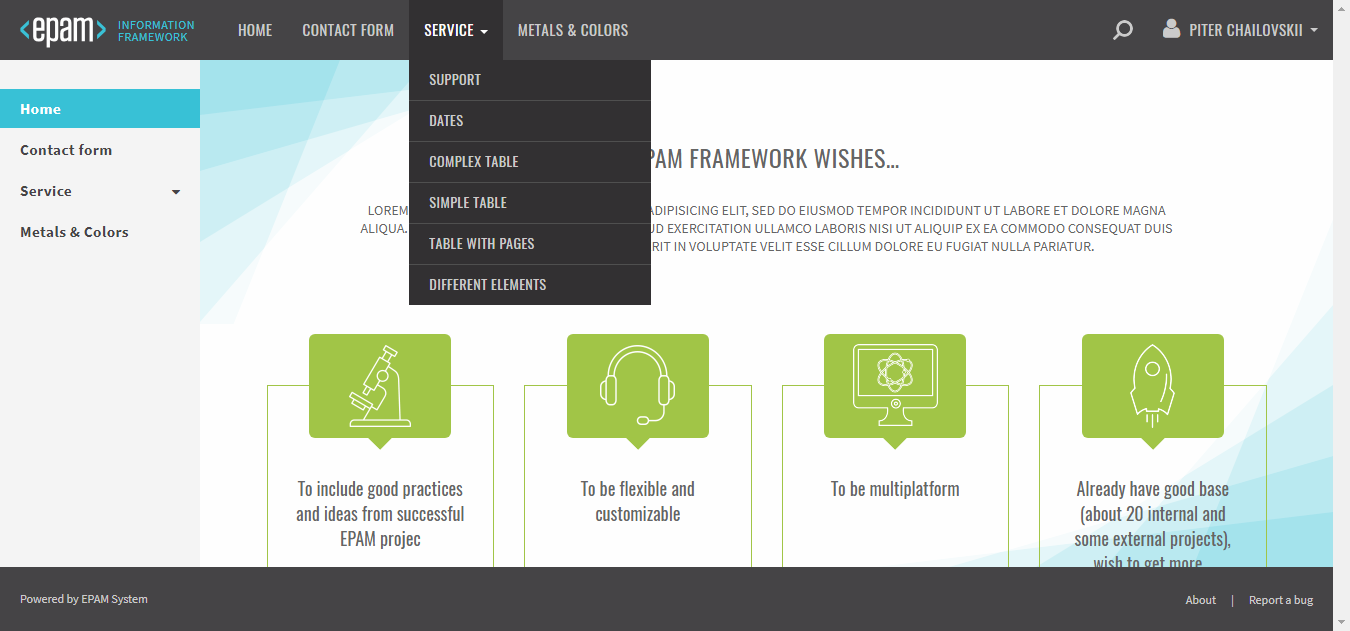 <epam>
INFORMATION
FRAMEWORK
HOME
CONTACT FORM
SERVICE
METALS & COLORS
PITER CHAILOVSKII
SUPPORT
DATES
COMPLEX TABLE
SIMPLE TABLE
TABLE WITH PAGES
DIFFERENT ELEMENTS
Home
Contact form
Service
Metals & Colors
PAM FRAMEWORK WISHES...
LOREM ADIPISICING ELIT, SED DO EIUSMOD TEMPOR INCIDIDUNT UT LABORE ET DOLORE MAGNA
ALIQUA. UD EXERCITATION ULLAMCO LABORIS NISI UT ALIQUIP EX EA COMMODO CONSEQUAT DUIS
RIT IN VOLUPTATE VELIT ESSE CILLUM DOLORE EU FUGIAT NULLA PARIATUR.
To include good practices
and ideas from successful
EPAM projec
To be flexible and
customizable
To be multiplatform
Already have good base
(about 20 internal and
some external projects),
wish to get more
Powered by EPAM System
About | Report a bug